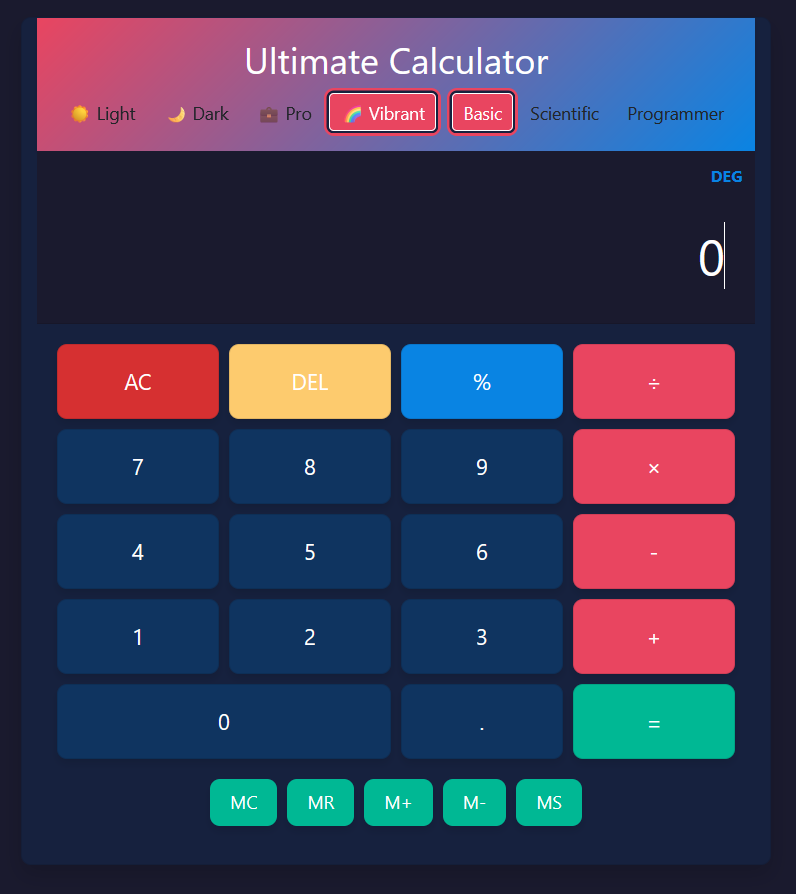 Ultimate Calculator
☀️ Light 🌙 Dark 💼 Pro 🌈 Vibrant Basic Scientific Programmer
DEG
0
AC DEL % ÷
7 8 9 ×
4 5 6 -
1 2 3 +
0 . =
MC MR M+ M- MS